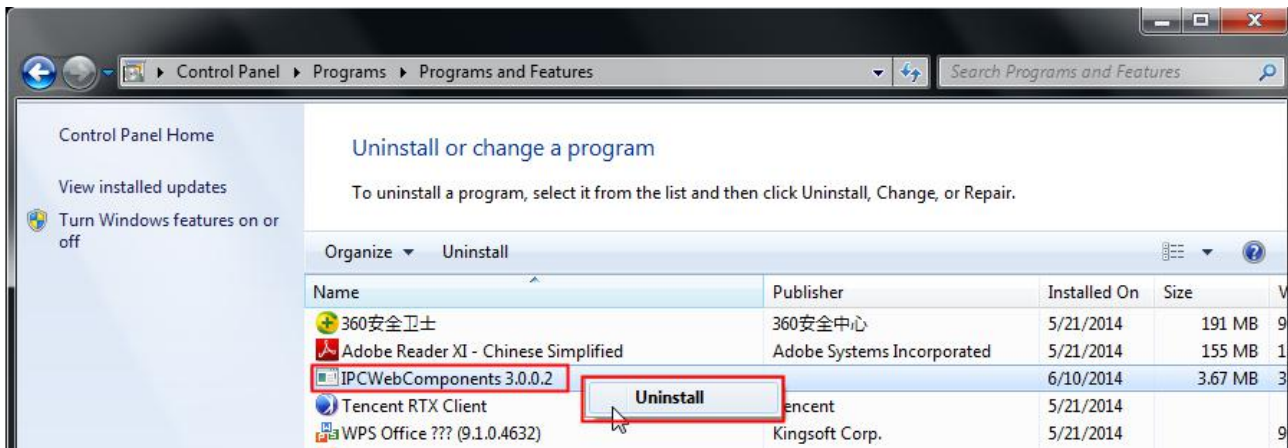 Control Panel Programs Programs and Features Search Programs and Features
Control Panel Home
View installed updates
Turn Windows features on or
off
Uninstall or change a program
To uninstall a program, select it from the list and then click Uninstall, Change, or Repair.
Organize Uninstall
Name Publisher Installed On Size
360安全卫士 360安全中心 5/21/2014 191 MB 9
Adobe Reader XI - Chinese Simplified Adobe Systems Incorporated 5/21/2014 155 MB 1
IPCWebComponents 3.0.0.2 6/10/2014 3.67 MB 3
Uninstall
Tencent RTX Client encent 5/21/2014
WPS Office ??? (9.1.0.4632) Kingsoft Corp. 5/21/2014 9